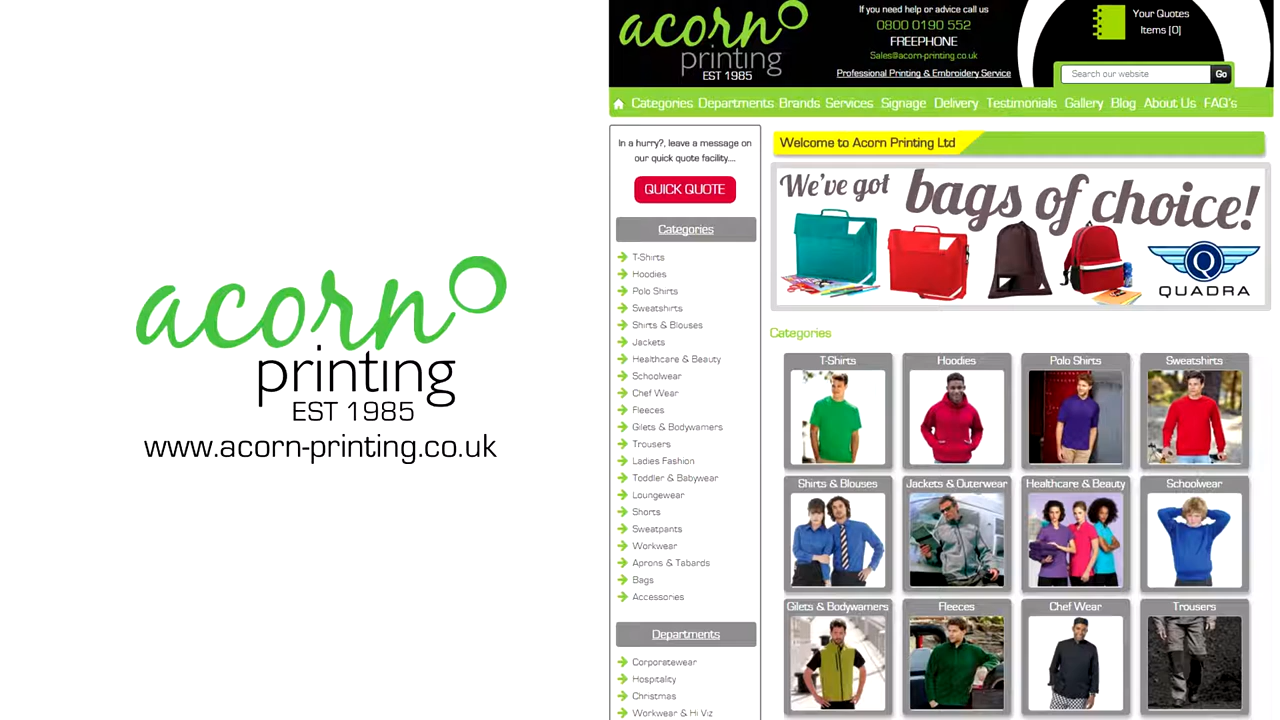 acorn
printing
EST 1985
www.acorn-printing.co.uk
acorn
printing
EST 1985
If you need help or advice call us
0800 0190 552
FREEPHONE
Sales@acorn-printing.co.uk
Professional Printing & Embroidery Service
Your Quotes
Items [0]
Search our website
Go
Categories Departments Brands Services Signage Delivery Testimonials Gallery Blog About Us FAQ's
In a hurry?, leave a message on
our quick quote facility....
QUICK QUOTE
Categories
T-Shirts
Hoodies
Polo Shirts
Sweatshirts
Shirts & Blouses
Jackets
Healthcare & Beauty
Schoolwear
Chef Wear
Fleeces
Gilets & Bodywarmers
Trousers
Ladies Fashion
Toddler & Babywear
Loungewear
Shorts
Sweatpants
Workwear
Aprons & Tabards
Bags
Accessories
Departments
Corporatewear
Hospitality
Christmas
Workwear & Hi Viz
Welcome to Acorn Printing Ltd
We've got bags of choice!
Q
QUADRA
Categories
T-Shirts
Hoodies
Polo Shirts
Sweatshirts
Shirts & Blouses
Jackets & Outerwear
Healthcare & Beauty
Schoolwear
Gilets & Bodywarmers
Fleeces
Chef Wear
Trousers